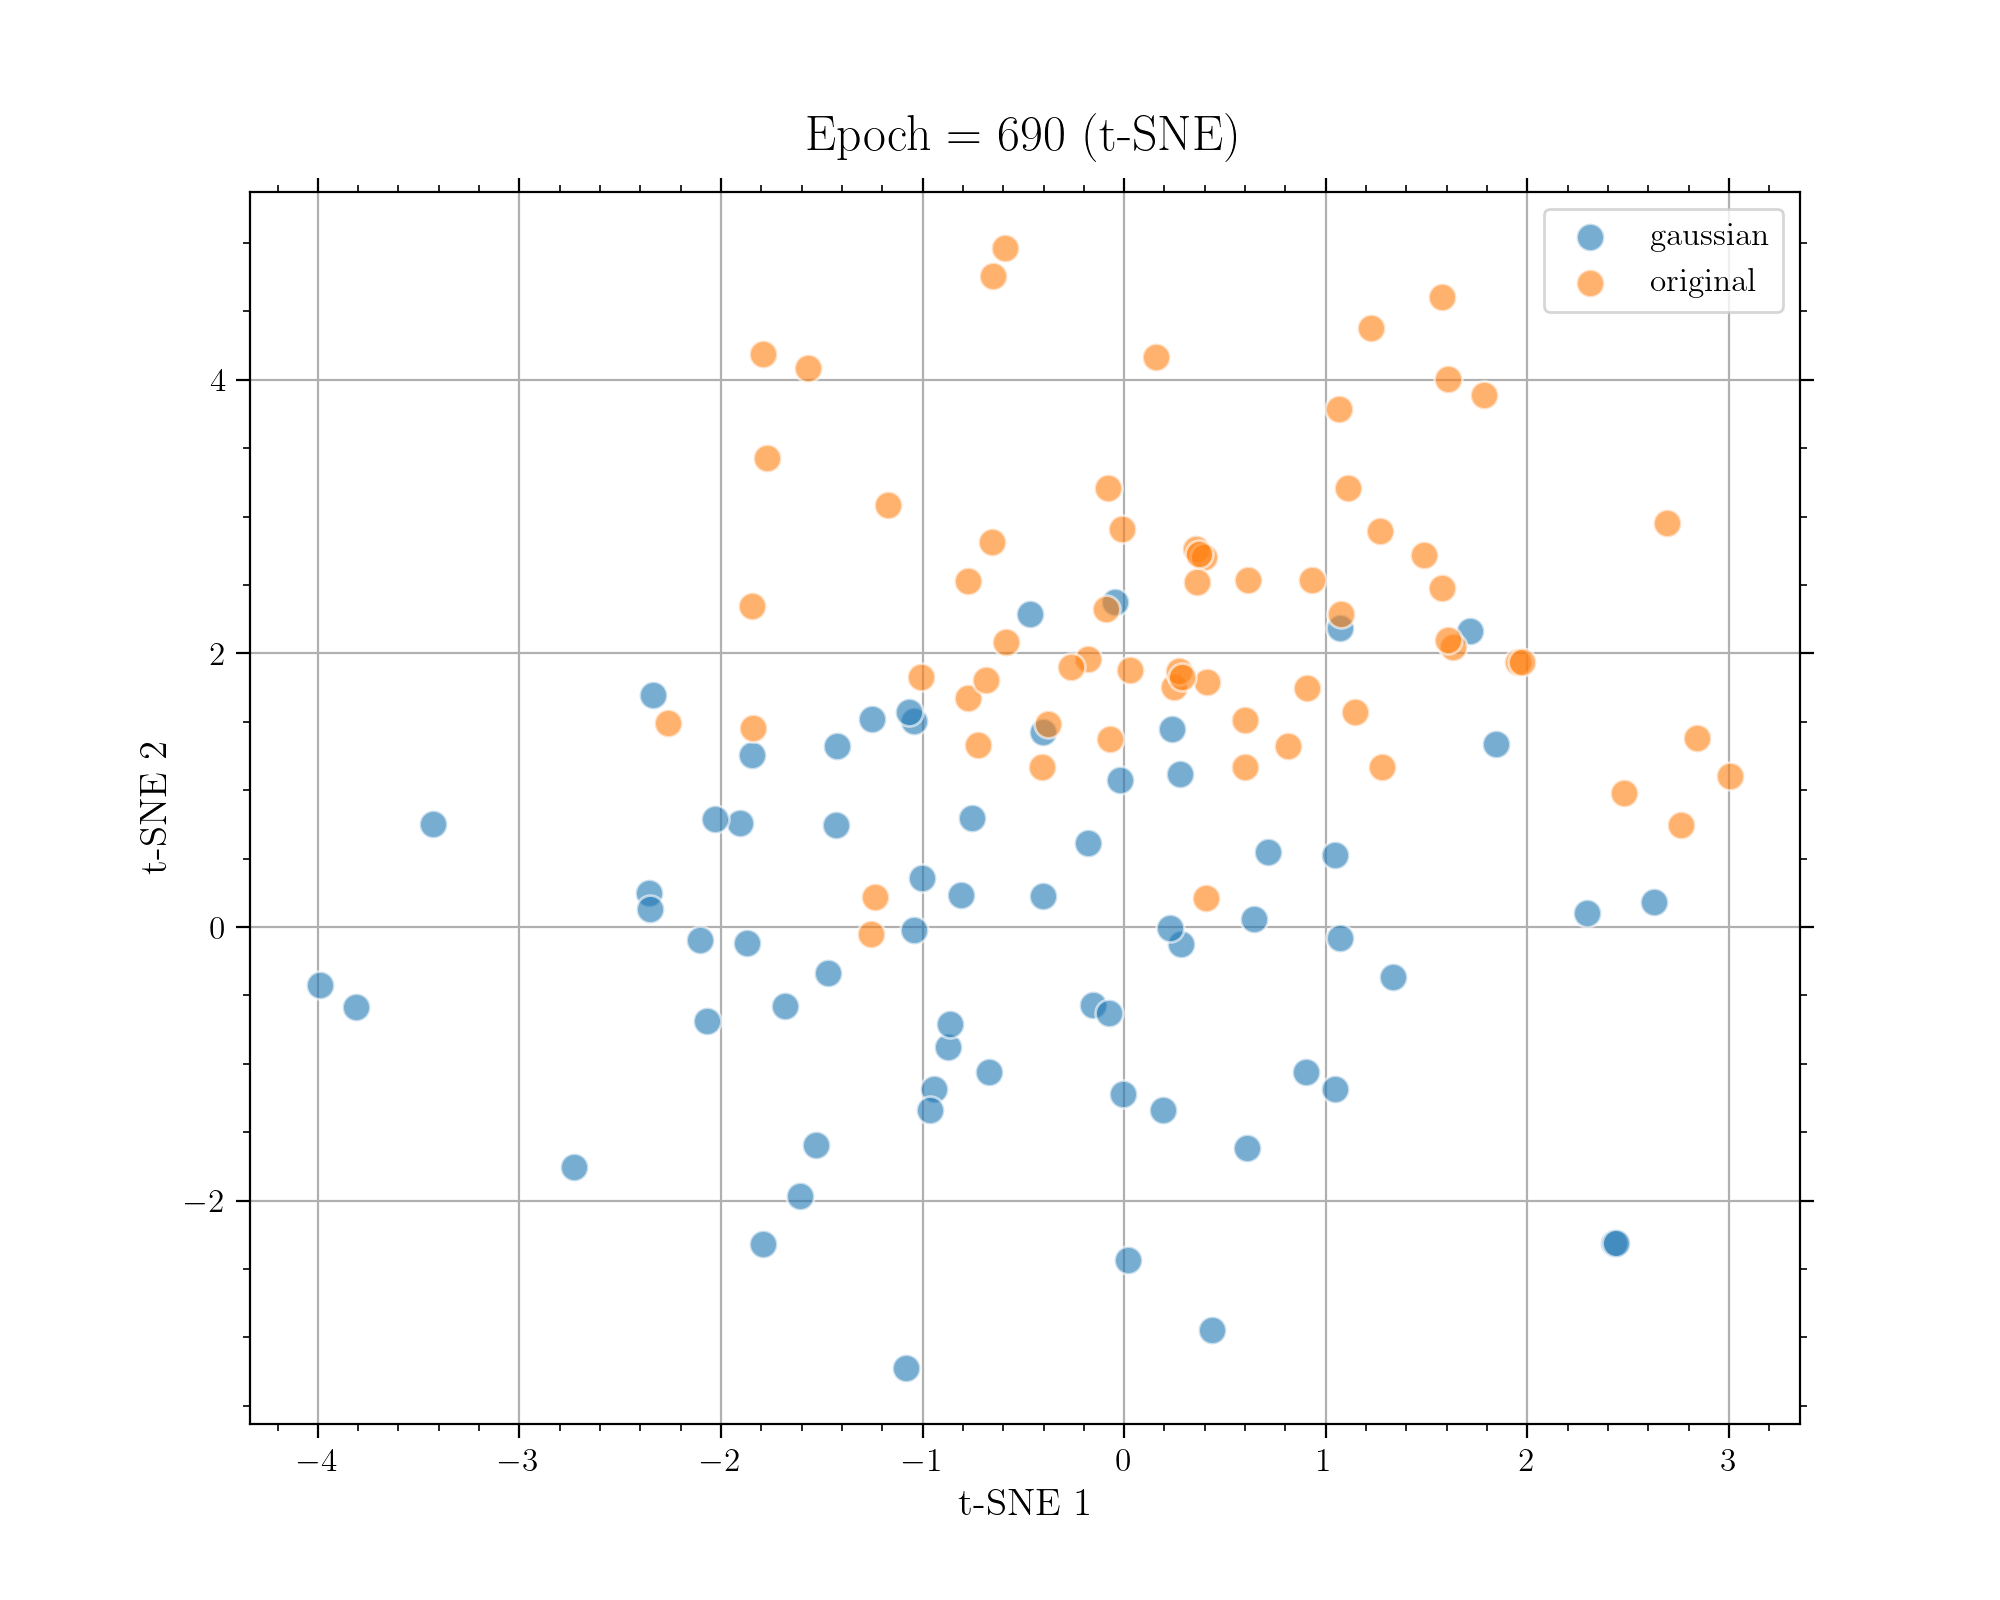 Epoch = 690 (t-SNE)
gaussian
original
4
2
0
−2
t-SNE 2
−4
−3
−2
−1
0
1
2
3
t-SNE 1